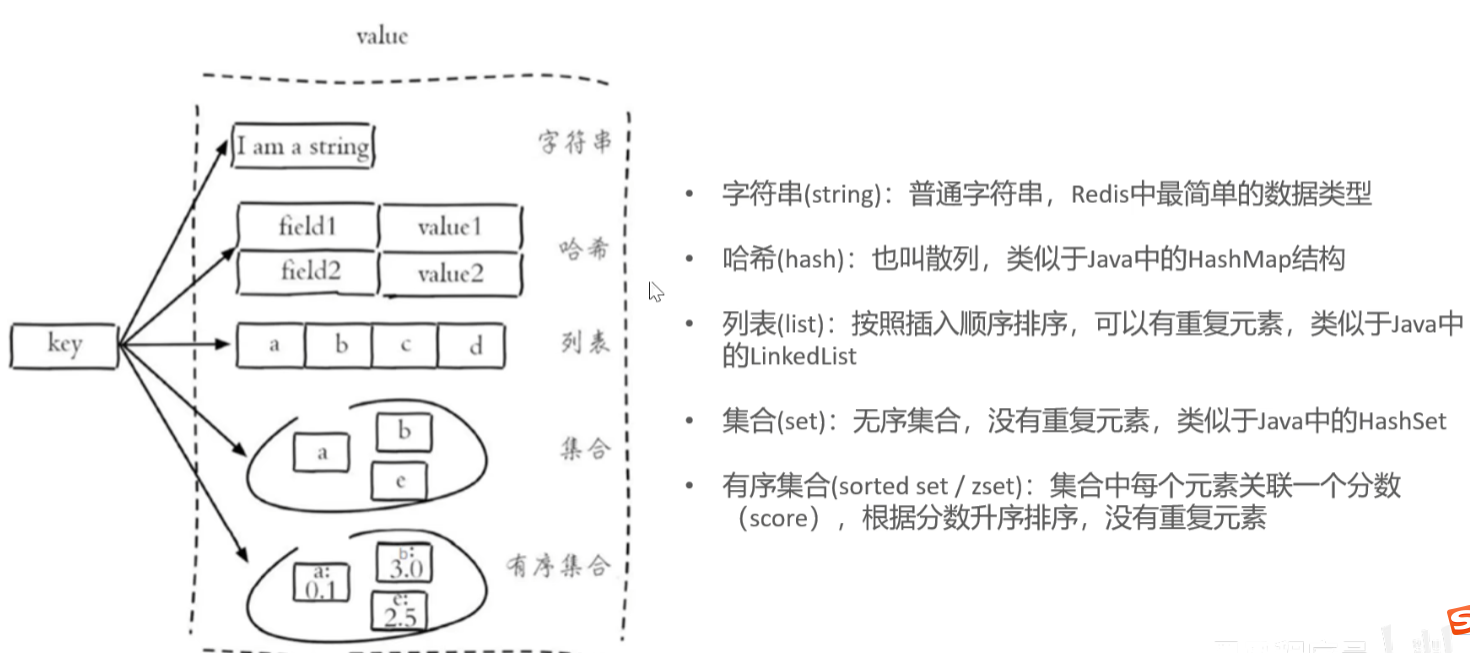 value
I am a string
字符串
field1 value1
哈希
field2 value2
key
a b c d
列表
a
b
e
集合
a:
0.1
b:
3.0
e:
2.5
有序集合
• 字符串(string)：普通字符串，Redis中最简单的数据类型
• 哈希(hash)：也叫散列，类似于Java中的HashMap结构
• 列表(list)：按照插入顺序排序，可以有重复元素，类似于Java中
的LinkedList
• 集合(set)：无序集合，没有重复元素，类似于Java中的HashSet
• 有序集合(sorted set / zset)：集合中每个元素关联一个分数
（score），根据分数升序排序，没有重复元素